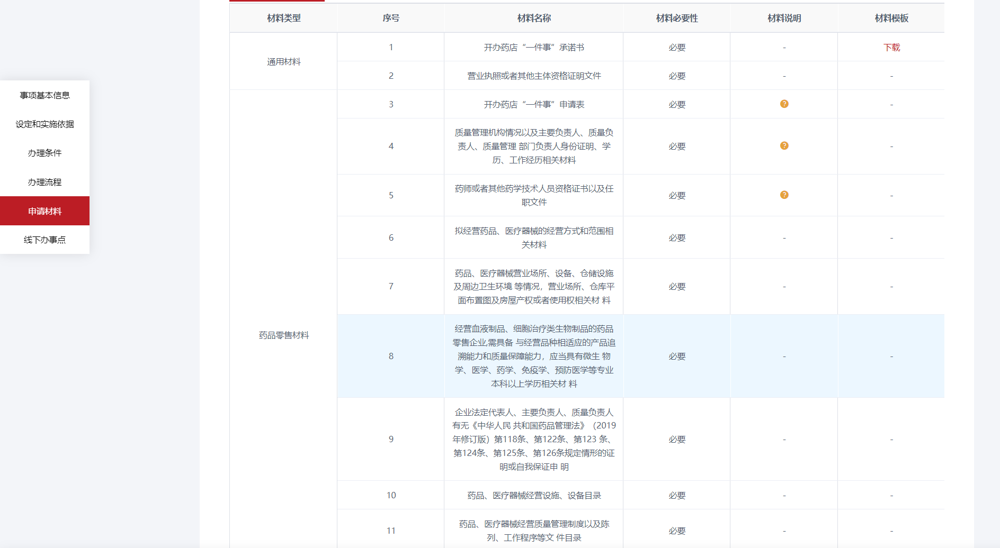 事项基本信息
设定和实施依据
办理条件
办理流程
申请材料
线下办事点
材料类型 序号 材料名称 材料必要性 材料说明 材料模板
通用材料
1 开办药店“一件事”承诺书 必要 - 下载
2 营业执照或者其他主体资格证明文件 必要 - -
药品零售材料
3 开办药店“一件事”申请表 必要 ? -
4 质量管理机构情况以及主要负责人、质量负
责人、质量管理 部门负责人身份证明、学
历、工作经历相关材料 必要 ? -
5 药师或者其他药学技术人员资格证书以及任
职文件 必要 ? -
6 拟经营药品、医疗器械的经营方式和范围相
关材料 必要 - -
7 药品、医疗器械营业场所、设备、仓储设施
及周边卫生环境 等情况，营业场所、仓库平
面布置图及房屋产权或者使用权相关材 料 必要 - -
8 经营血液制品、细胞治疗类生物制品的药品
零售企业,需具备 与经营品种相适应的产品追
溯能力和质量保障能力，应当具有微生 物
学、医学、药学、免疫学、预防医学等专业
本科以上学历相关材 料 必要 - -
9 企业法定代表人、主要负责人、质量负责人
有无《中华人民 共和国药品管理法》（2019
年修订版）第118条、第122条、第123 条、
第124条、第125条、第126条规定情形的证
明或自我保证申 明 必要 - -
10 药品、医疗器械经营设施、设备目录 必要 - -
11 药品、医疗器械经营质量管理制度以及陈
列、工作程序等文 件目录 必要 - -